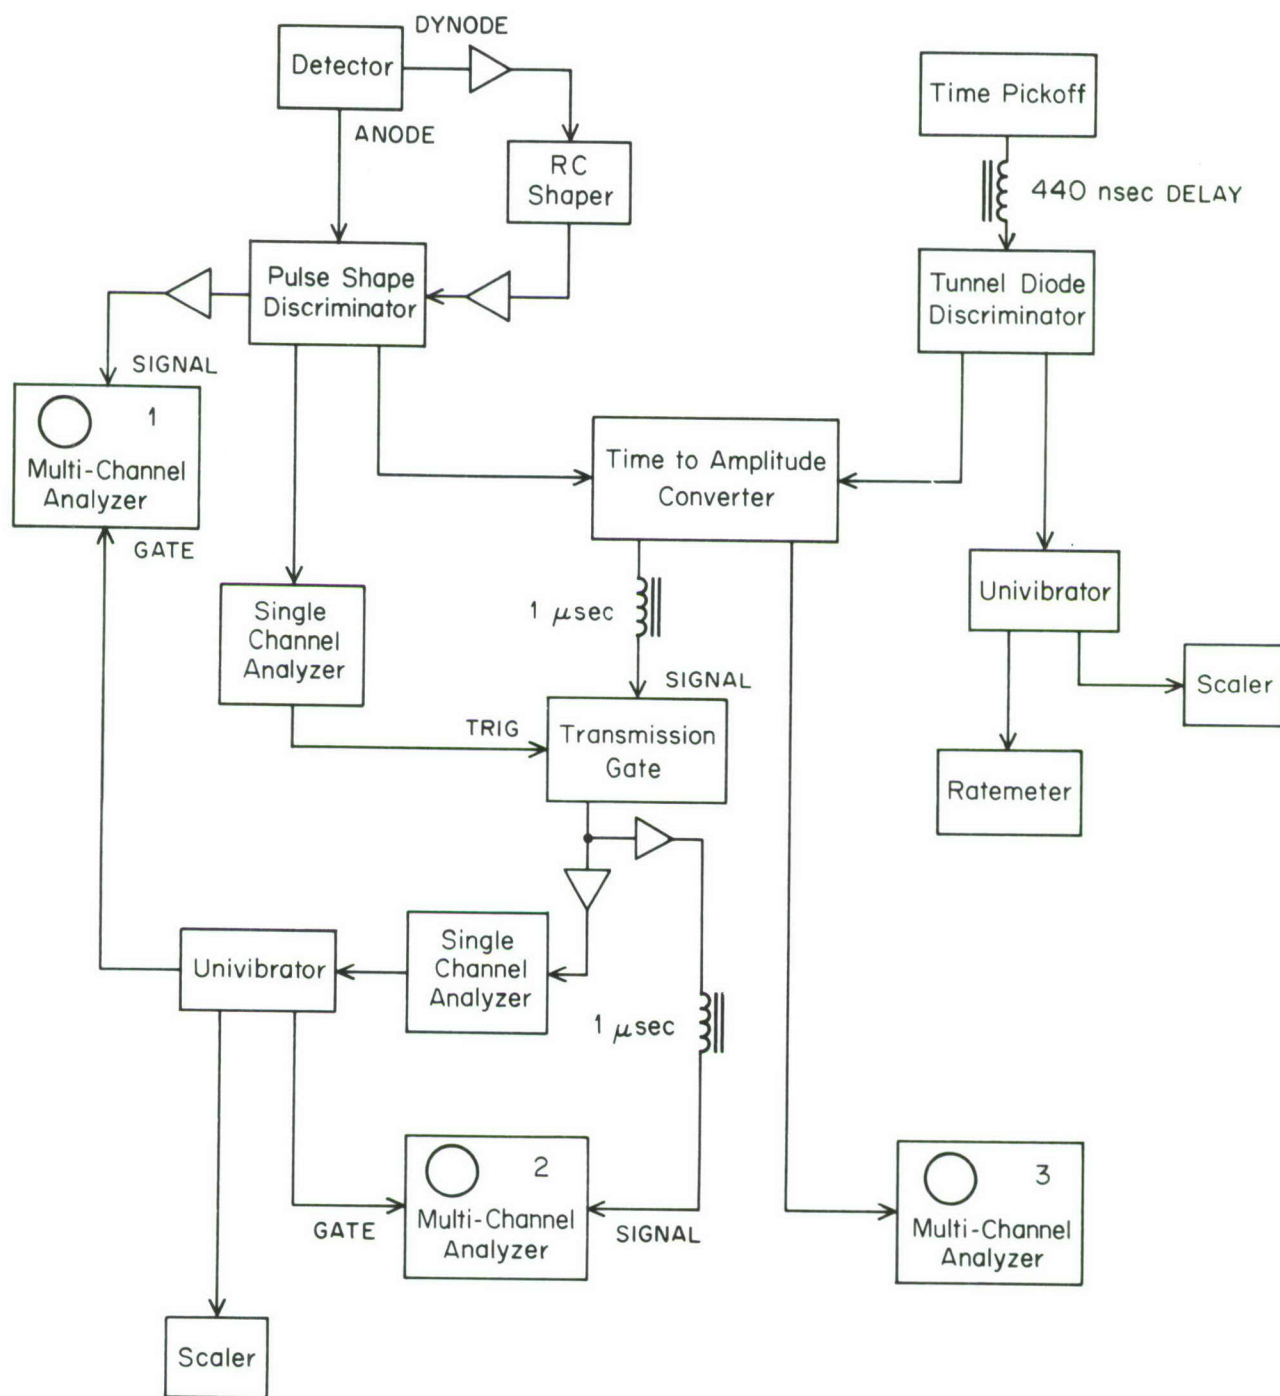 DYNODE
Detector
Time Pickoff
ANODE
RC
Shaper
440 nsec DELAY
Pulse Shape
Discriminator
Tunnel Diode
Discriminator
SIGNAL
1
Multi-Channel
Analyzer
GATE
Time to Amplitude
Converter
Single
Channel
Analyzer
1 μsec
Univibrator
SIGNAL
Scaler
TRIG
Transmission
Gate
Ratemeter
Univibrator
Single
Channel
Analyzer
1 μsec
2
Multi-Channel
Analyzer
GATE
SIGNAL
3
Multi-Channel
Analyzer
Scaler